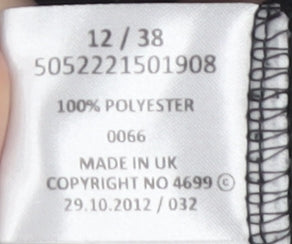 12 / 38
5052221501908
100% POLYESTER
0066
MADE IN UK
COPYRIGHT NO 4699 ©
29.10.2012 / 032